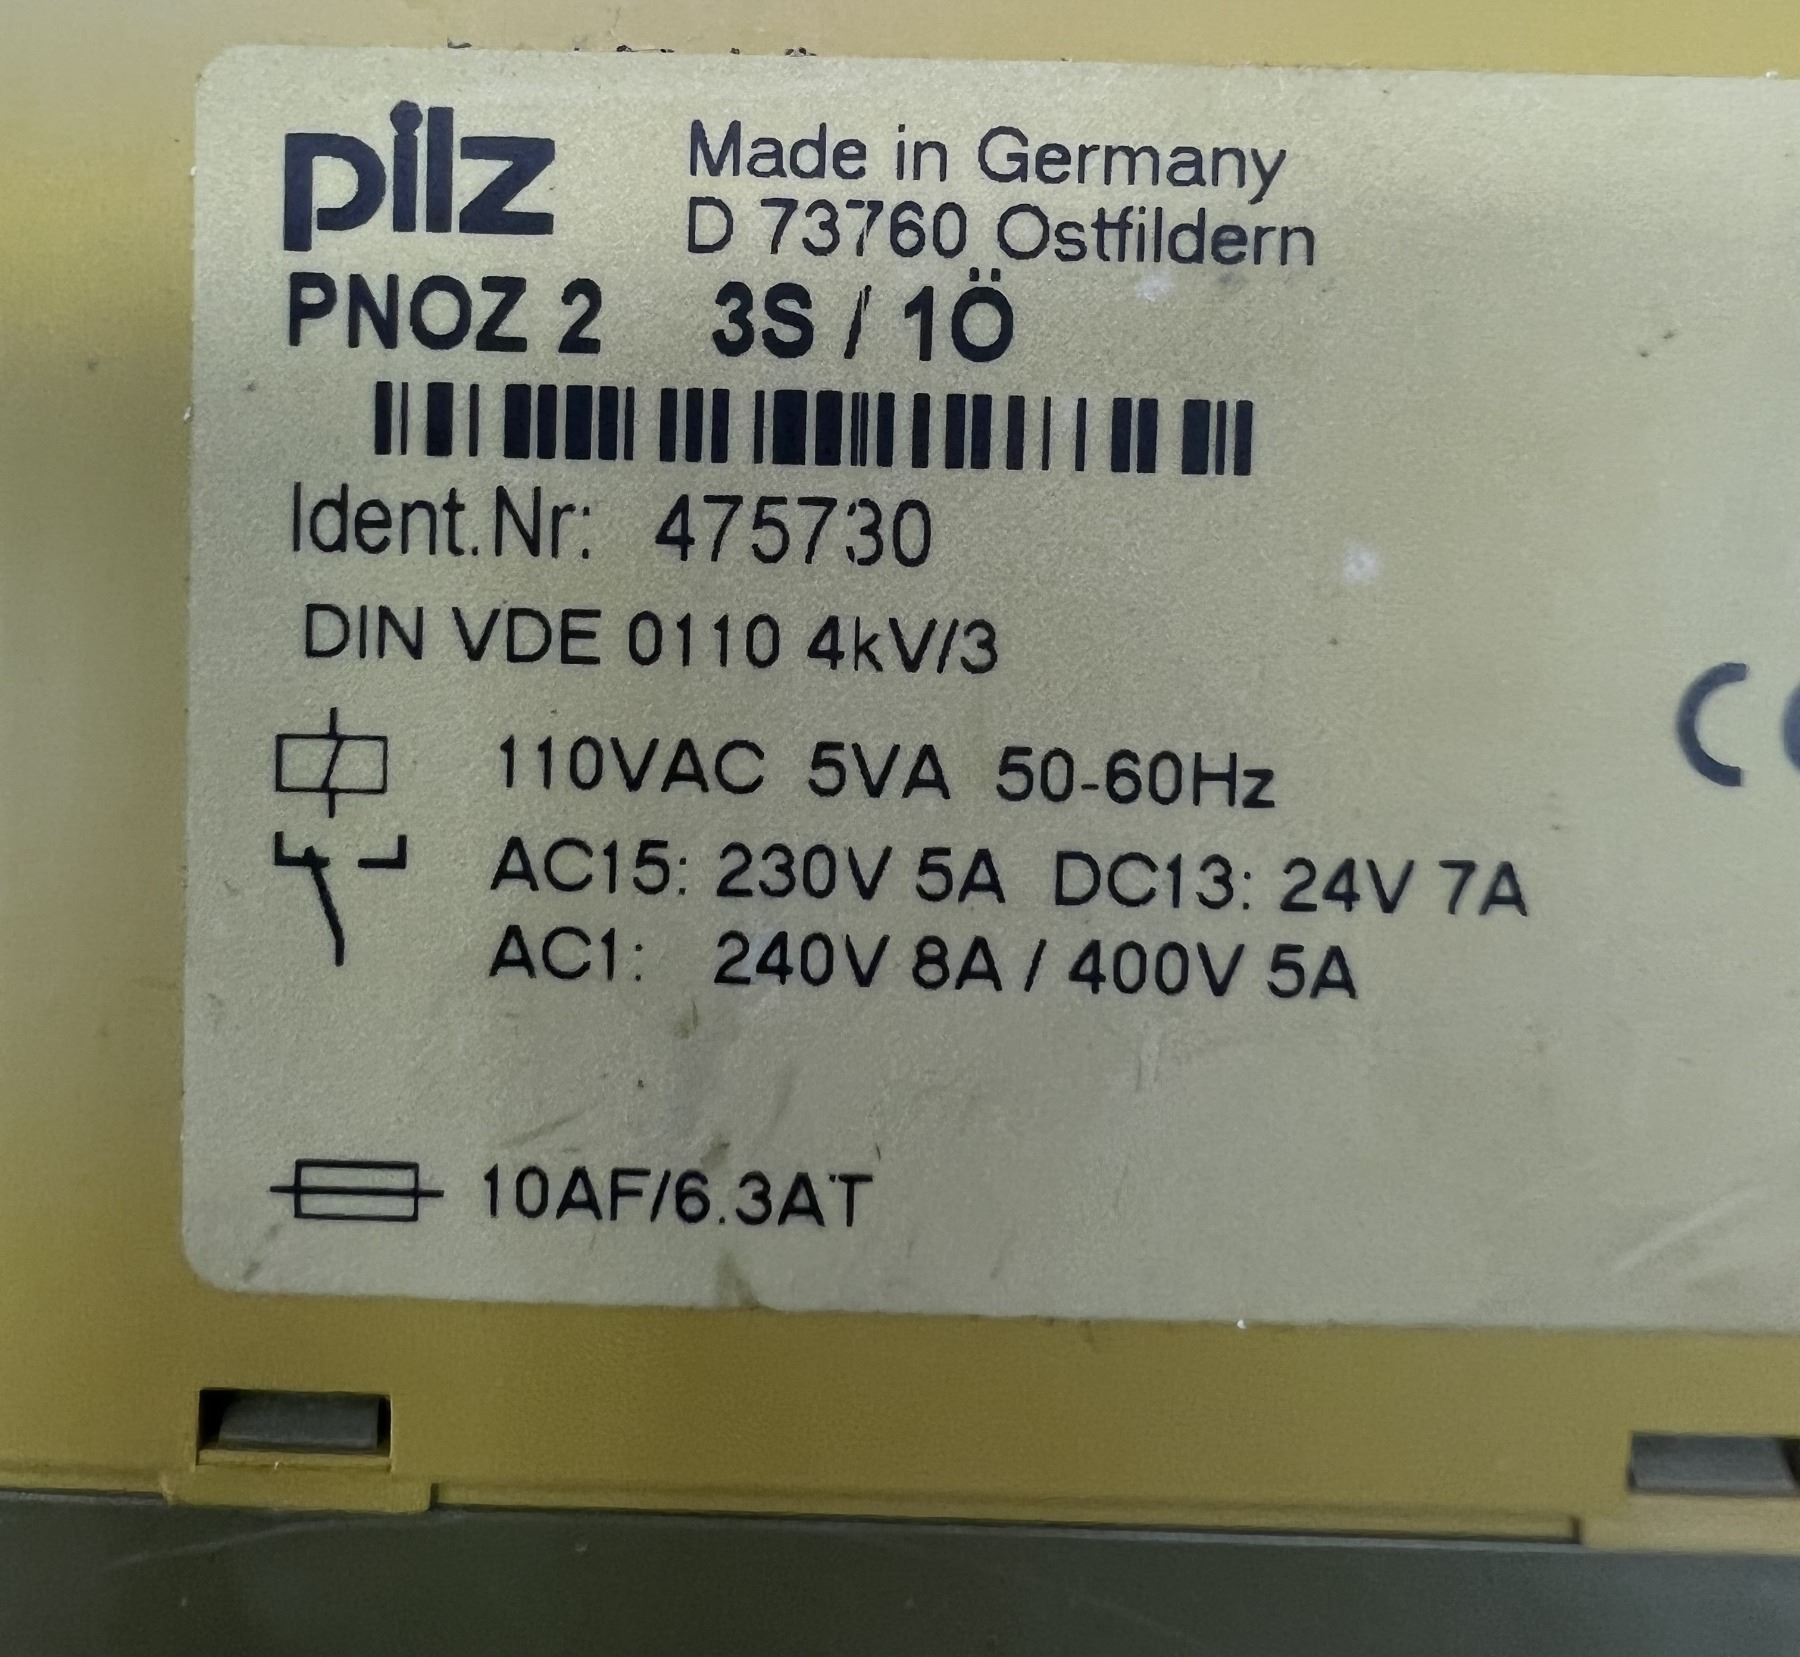 pilz Made in Germany
D 73760 Ostfildern
PNOZ 2 3S / 1Ö
Ident.Nr: 475730
DIN VDE 0110 4kV/3
110VAC 5VA 50-60Hz
AC15: 230V 5A DC13: 24V 7A
AC1: 240V 8A / 400V 5A
10AF/6.3AT